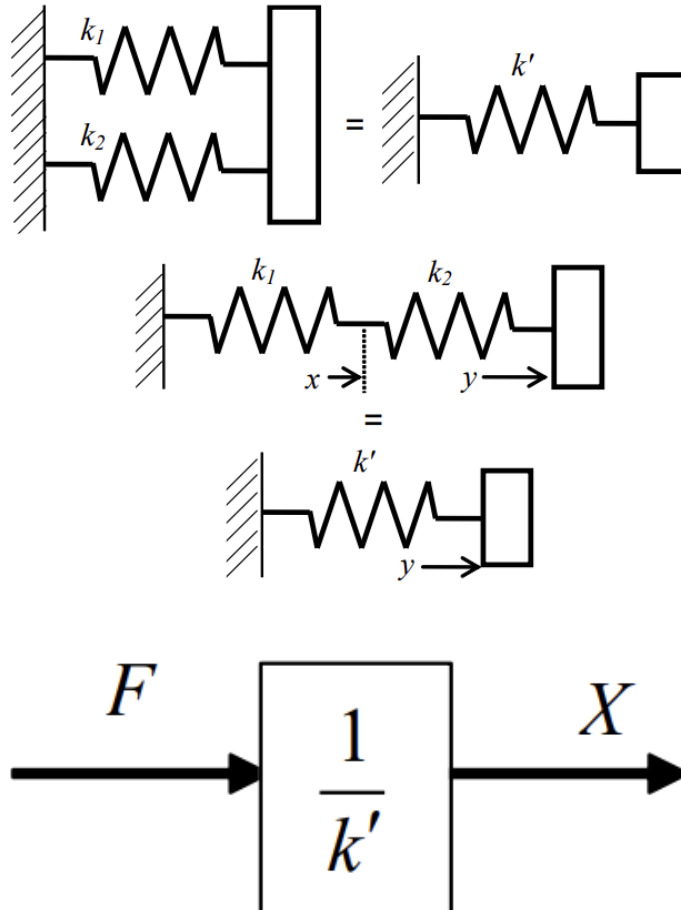 k₁
k'
=
k₂
k₁ k₂
x y
=
k'
y
F X
1
k'